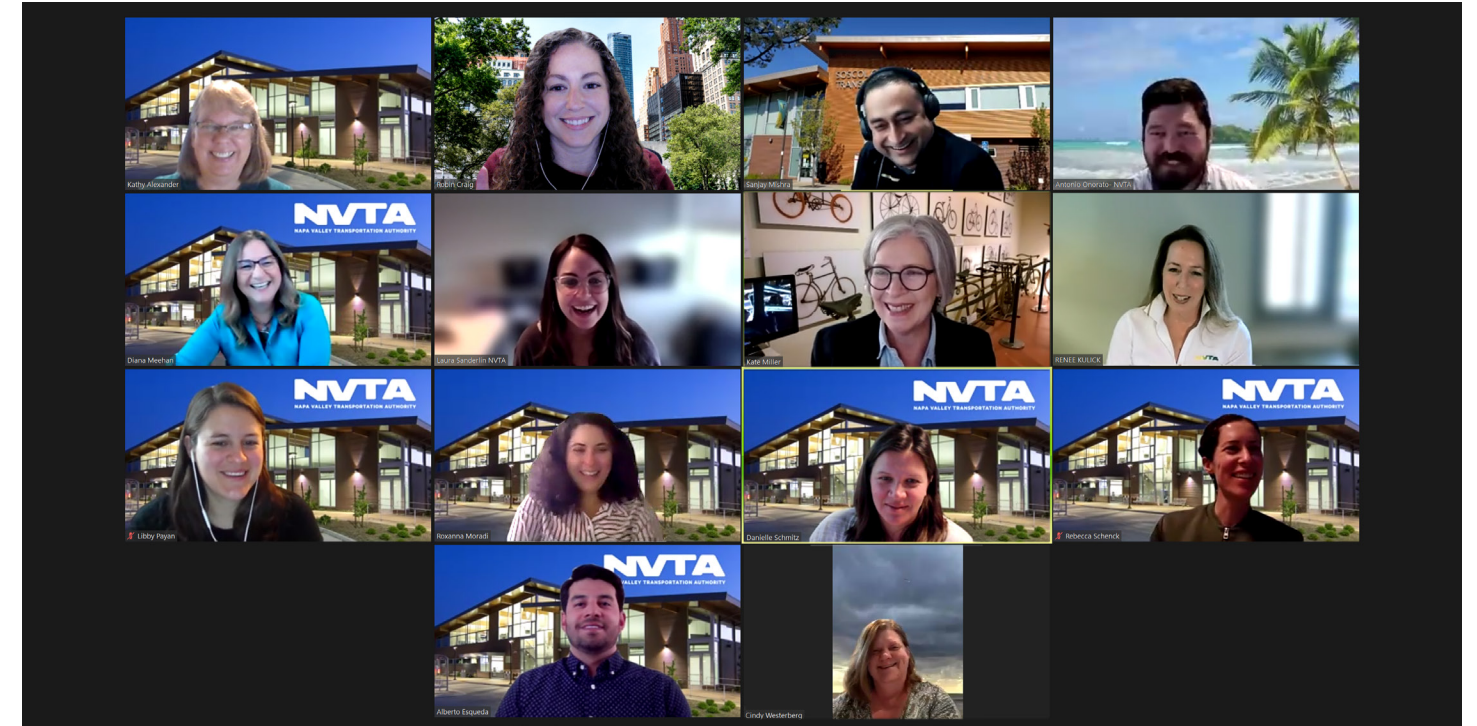 Kathy Alexander
Robin Craig
Sanjay Mishra
Antonio Onorato- NVTA
NVTA
NAPA VALLEY TRANSPORTATION AUTHORITY
Diana Meehan
Laura Sanderlin NVTA
Kate Miller
RENEE KULICK
NVTA
NAPA VALLEY TRANSPORTATION AUTHORITY
Libby Payan
Roxanna Moradi
NVTA
NAPA VALLEY TRANSPORTATION AUTHORITY
Danielle Schmitz
NVTA
NAPA VALLEY TRANSPORTATION AUTHORITY
Rebecca Schenck
NVTA
VALLEY TRANSPORTATION AUTHORITY
Alberto Esqueda
Cindy Westerberg